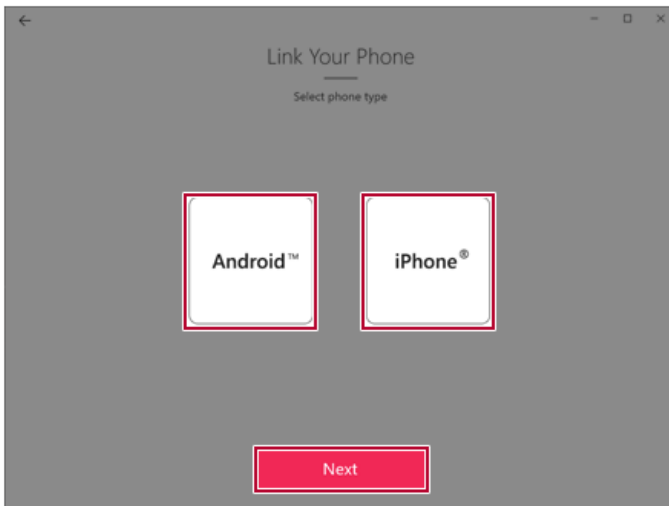 Link Your Phone
Select phone type
Android™
iPhone®
Next